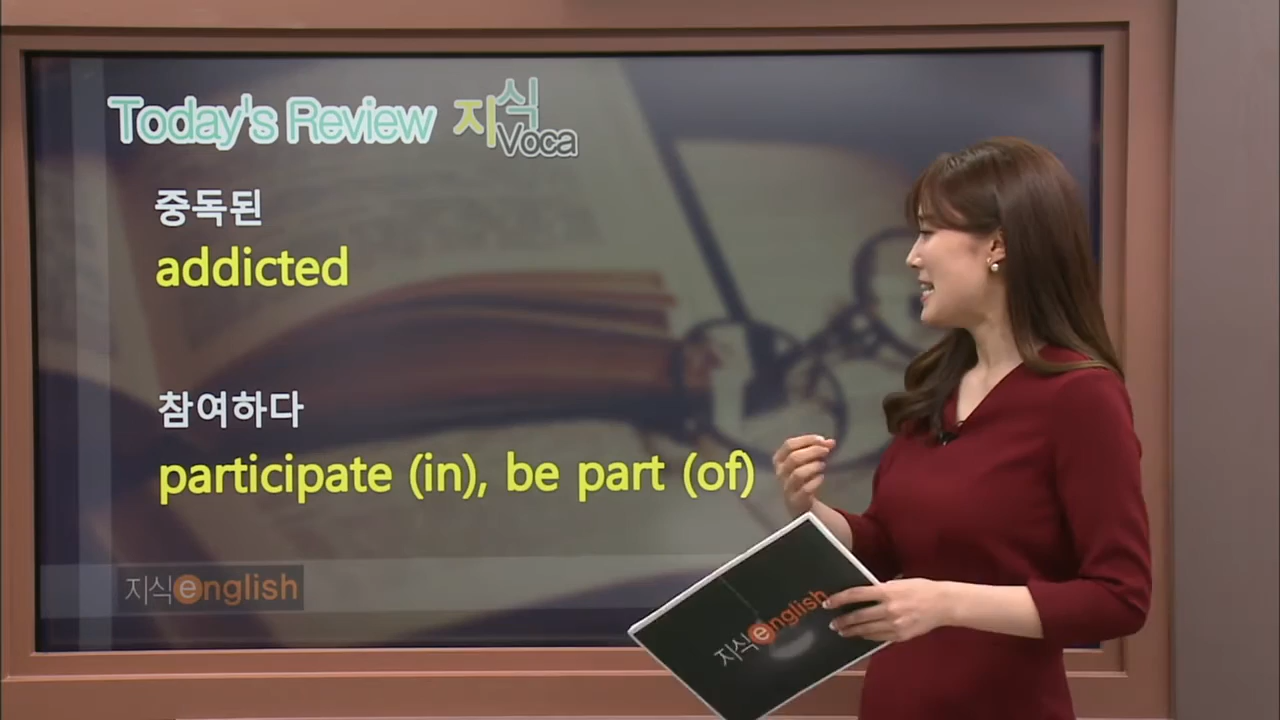 Today's Review 지식 Voca
중독된
addicted
참여하다
participate (in), be part (of)
지식english
지식english